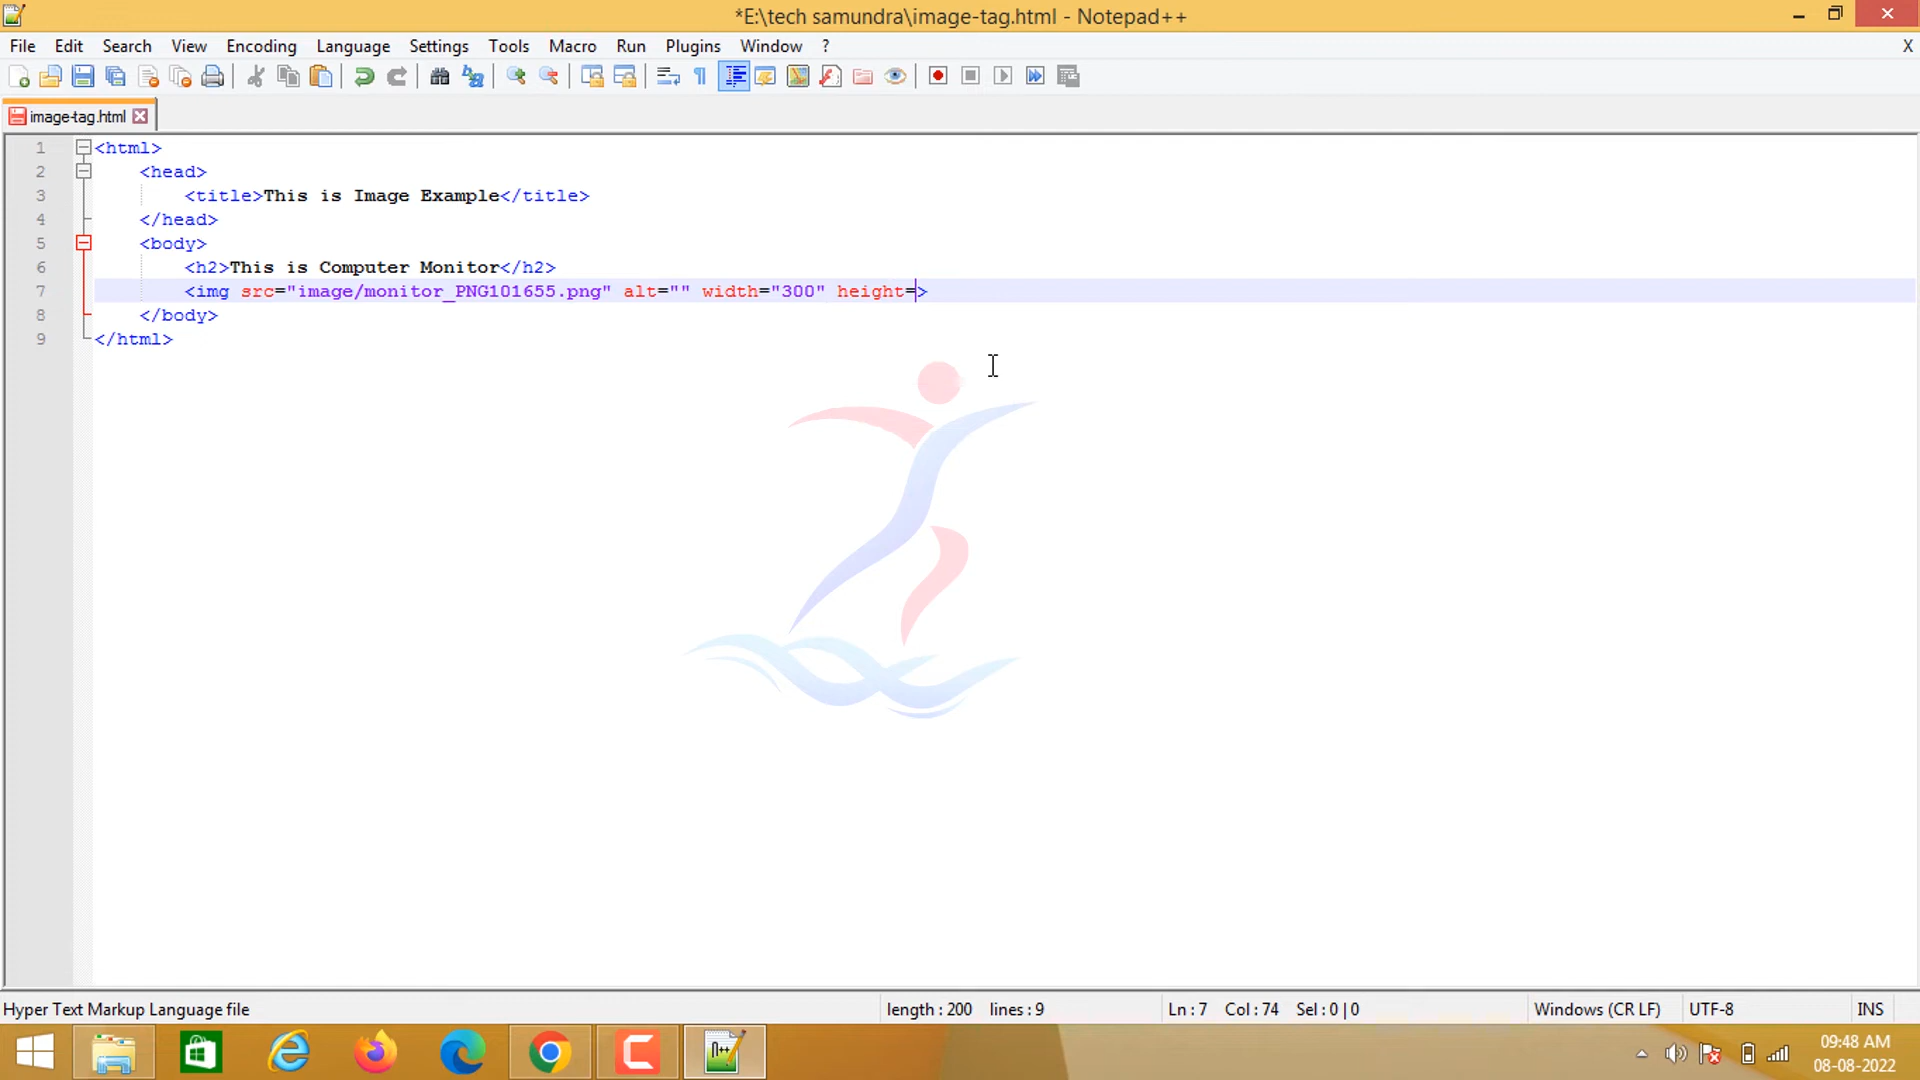 *E:\tech samundra\image-tag.html - Notepad++
File Edit Search View Encoding Language Settings Tools Macro Run Plugins Window ? X
image-tag.html
1 <html>
2 <head>
3 <title>This is Image Example</title>
4 </head>
5 <body>
6 <h2>This is Computer Monitor</h2>
7 <img src="image/monitor_PNG101655.png" alt="" width="300" height=>
8 </body>
9 </html>
Hyper Text Markup Language file length : 200 lines : 9 Ln : 7 Col : 74 Sel : 0 | 0 Windows (CR LF) UTF-8 INS
09:48 AM
08-08-2022